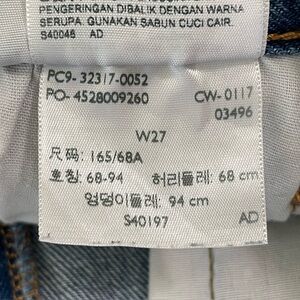 PENGERINGAN DIBALIK DENGAN WARNA
SERUPA. GUNAKAN SABUN CUCI CAIR.
S40046 AD
PC9- 32317-0052
PO- 4528009260 CW- 0117
03496
W27
尺码: 165/68A
호칭: 68-94 허리둘레: 68 cm
엉덩이둘레: 94 cm
S40197 AD